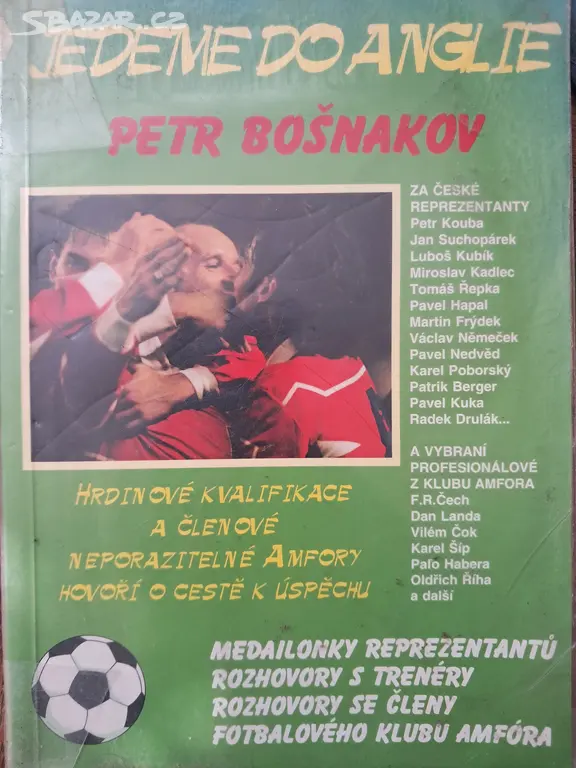 SBAZAR.CZ
JEDEME DO ANGLIE
PETR BOŠNAKOV
ZA ČESKÉ
REPREZENTANTY
Petr Kouba
Jan Suchopárek
Luboš Kubík
Miroslav Kadlec
Tomáš Řepka
Pavel Hapal
Martin Frýdek
Václav Němeček
Pavel Nedvěd
Karel Poborský
Patrik Berger
Pavel Kuka
Radek Drulák...
A VYBRANÍ
PROFESIONÁLOVÉ
Z KLUBU AMFORA
F.R.Čech
Dan Landa
Vilém Čok
Karel Šíp
Paľo Habera
Oldřich Říha
a další
HRDINOVÉ KVALIFIKACE
A ČLENOVÉ
NEPORAZITELNÉ AMFORY
HOVOŘÍ O CESTĚ K ÚSPĚCHU
MEDAILONKY REPREZENTANTŮ
ROZHOVORY S TRENÉRY
ROZHOVORY SE ČLENY
FOTBALOVÉHO KLUBU AMFÓRA